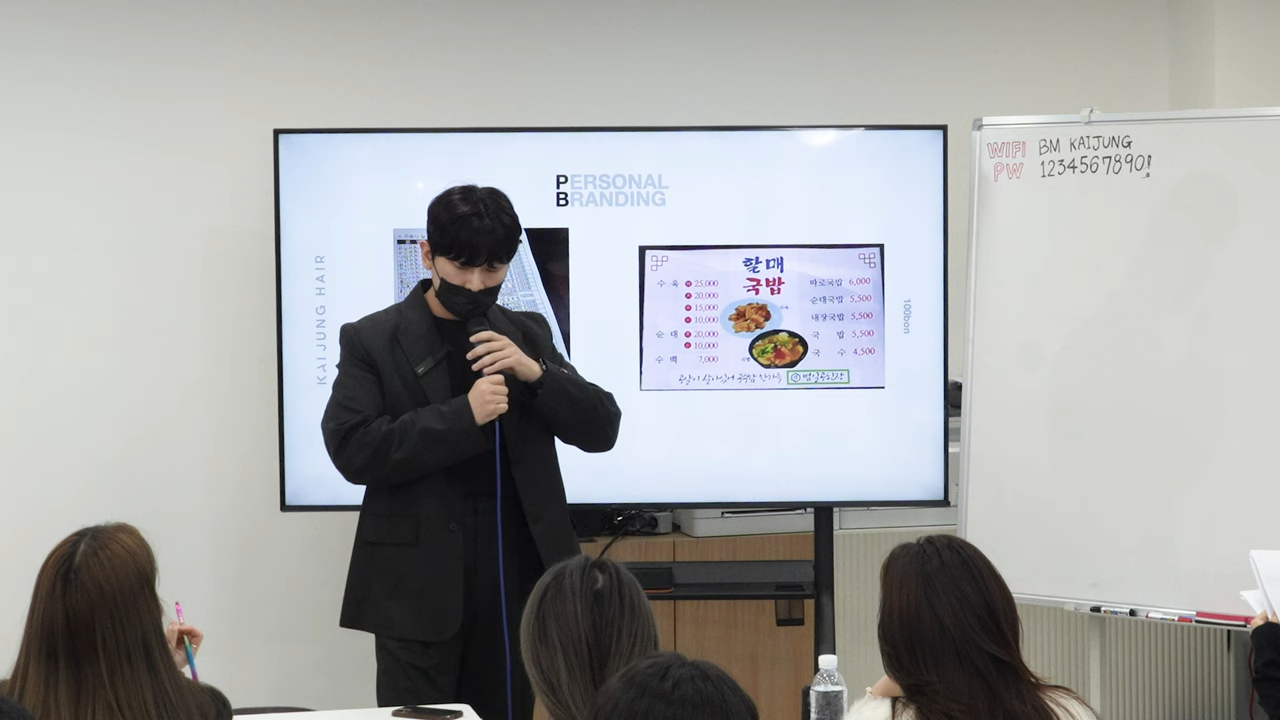 PERSONAL
BRANDING
KAI JUNG HAIR
100bon
할매
국밥
수육 25,000
20,000
15,000
10,000
순대 20,000
10,000
수백 7,000
따로국밥 6,000
순대국밥 5,500
내장국밥 5,500
국밥 5,500
국수 4,500
WIFI BM KAIJUNG
PW 1234567890!